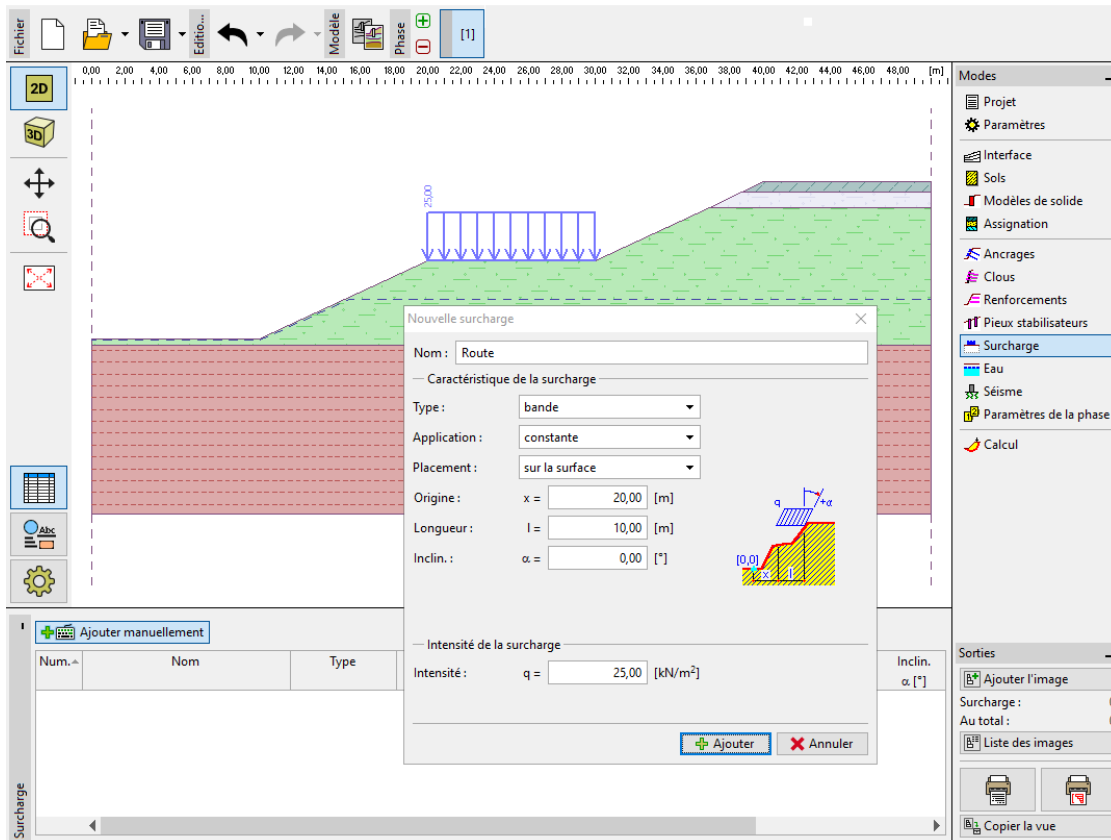 Fichier
Editio...
Modèle
Phase
[1]
0,00 2,00 4,00 6,00 8,00 10,00 12,00 14,00 16,00 18,00 20,00 22,00 24,00 26,00 28,00 30,00 32,00 34,00 36,00 38,00 40,00 42,00 44,00 46,00 48,00 [m]
2D
3D
Abc
25,00
Modes
Projet
Paramètres
Interface
Sols
Modèles de solide
Assignation
Ancrages
Clous
Renforcements
Pieux stabilisateurs
Surcharge
Eau
Séisme
Paramètres de la phase
Calcul
Nouvelle surcharge
Nom : Route
Caractéristique de la surcharge
Type : bande
Application : constante
Placement : sur la surface
Origine : x = 20,00 [m]
Longueur : l = 10,00 [m]
Inclin. : α = 0,00 [°]
q +α
[0,0]
x l
Intensité de la surcharge
Intensité : q = 25,00 [kN/m²]
Ajouter Annuler
Surcharge
Ajouter manuellement
Num. Nom Type
Inclin.
α [°]
Sorties
Ajouter l'image
Surcharge :
Au total :
Liste des images
Copier la vue